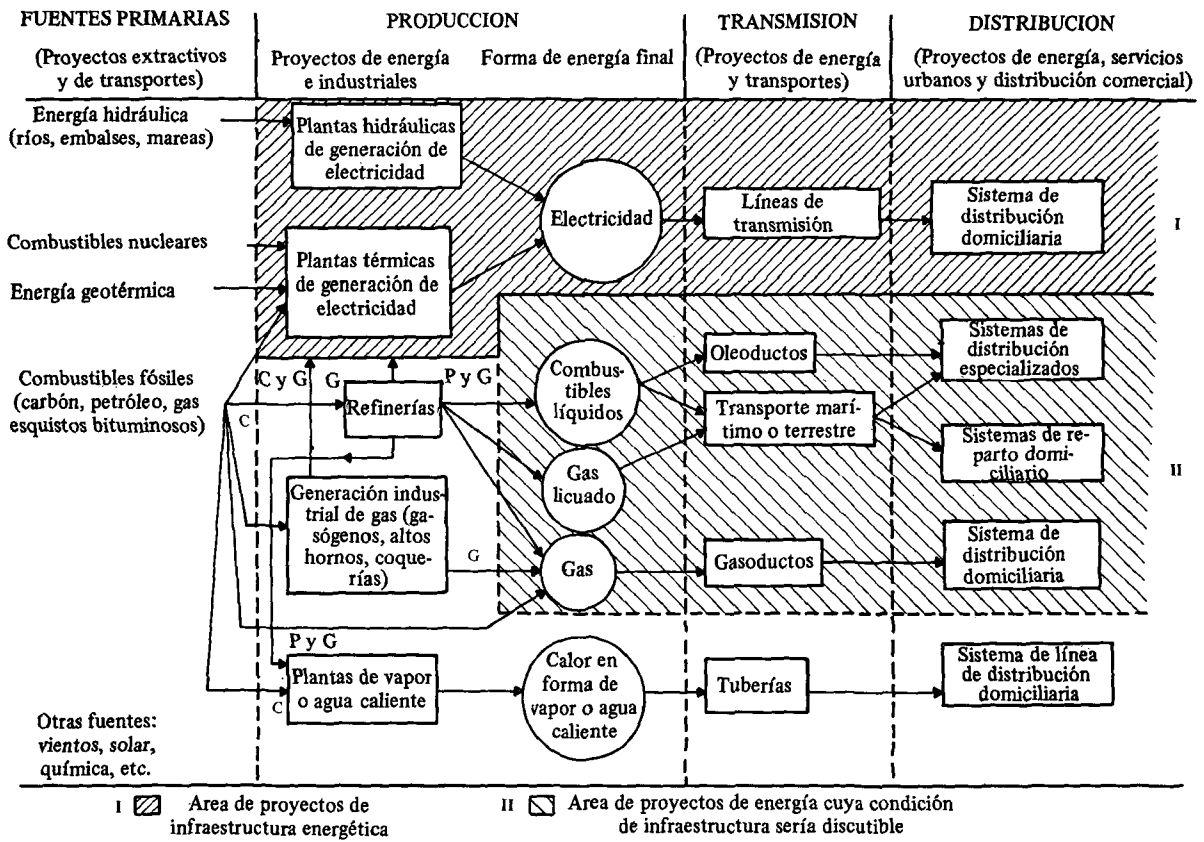 FUENTES PRIMARIAS
(Proyectos extractivos
y de transportes)
PRODUCCION
Proyectos de energía
e industriales
Forma de energía final
TRANSMISION
(Proyectos de energía
y transportes)
DISTRIBUCION
(Proyectos de energía, servicios
urbanos y distribución comercial)
Energía hidráulica
(ríos, embalses, mareas)
Plantas hidráulicas
de generación de
electricidad
Electricidad
Líneas de
transmisión
Sistema de
distribución
domiciliaria
I
Combustibles nucleares
Energía geotérmica
Plantas térmicas
de generación de
electricidad
Combustibles fósiles
(carbón, petróleo, gas
esquistos bituminosos)
C
C y G
G
P y G
Refinerías
Combus-
tibles
líquidos
Oleoductos
Sistemas de
distribución
especializados
Transporte marí-
timo o terrestre
Sistemas de re-
parto domi-
ciliario
II
Gas
licuado
Generación indus-
trial de gas (ga-
sógenos, altos
hornos, coque-
rías)
G
Gas
Gasoductos
Sistema de
distribución
domiciliaria
P y G
C
Plantas de vapor
o agua caliente
Calor en
forma de
vapor o agua
caliente
Tuberías
Sistema de línea
de distribución
domiciliaria
Otras fuentes:
vientos, solar,
química, etc.
I Area de proyectos de
infraestructura energética
II Area de proyectos de energía cuya condición
de infraestructura sería discutible